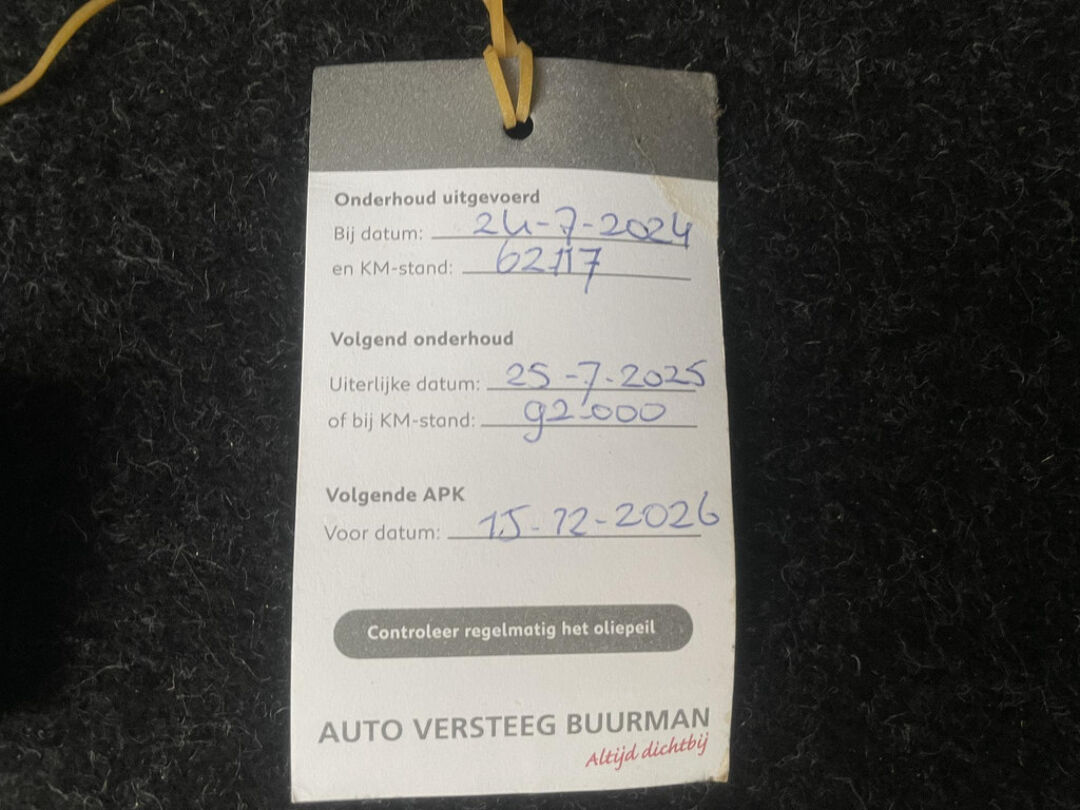 Onderhoud uitgevoerd
Bij datum: 24-7-2024
en KM-stand: 62117
Volgend onderhoud
Uiterlijke datum: 25-7-2025
of bij KM-stand: 92.000
Volgende APK
Voor datum: 15-12-2026
Controleer regelmatig het oliepeil
AUTO VERSTEEG BUURMAN
Altijd dichtbij